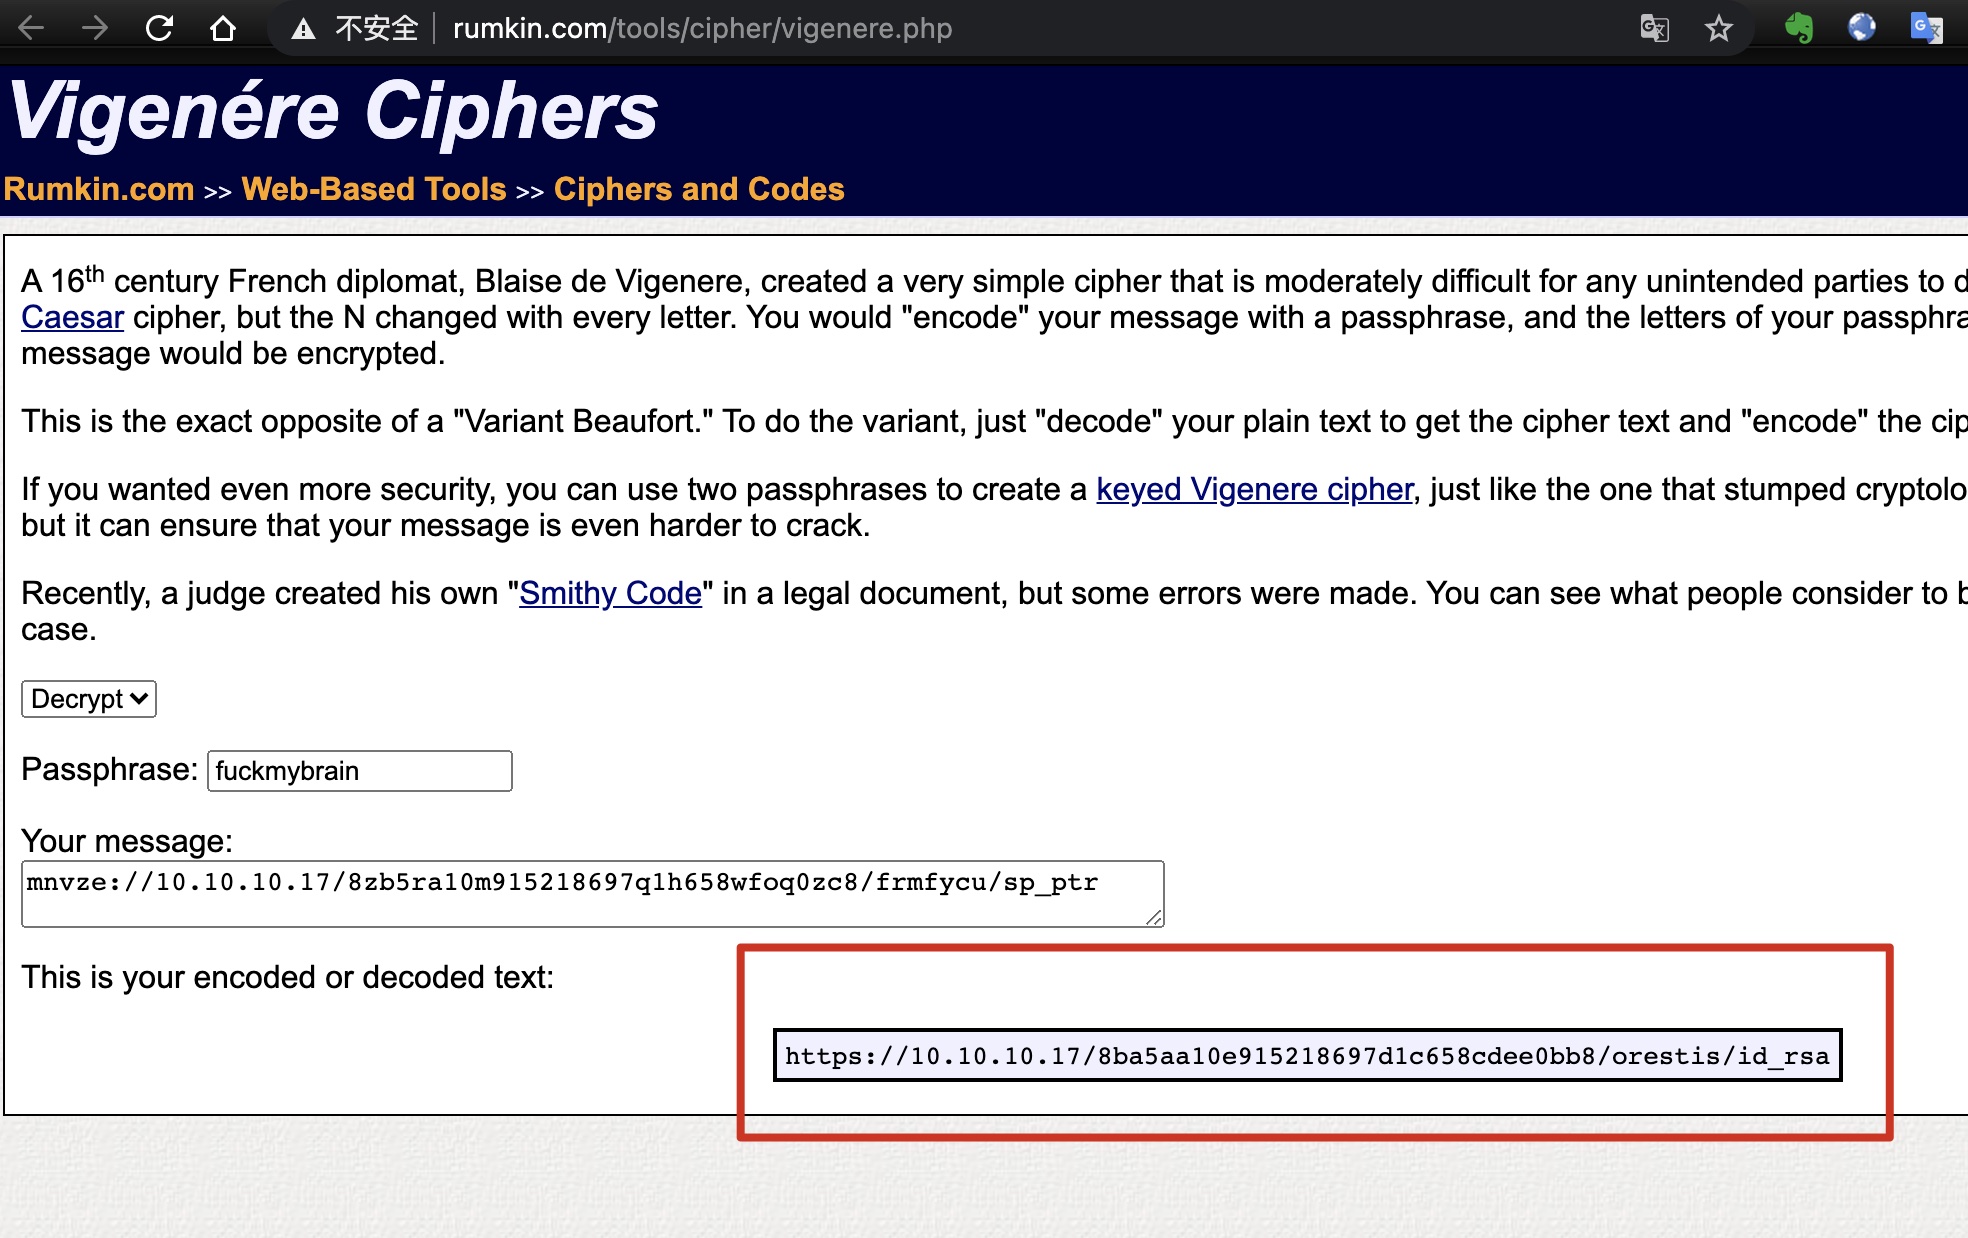 不安全 rumkin.com/tools/cipher/vigenere.php
Vigenére Ciphers
Rumkin.com >> Web-Based Tools >> Ciphers and Codes
A 16th century French diplomat, Blaise de Vigenere, created a very simple cipher that is moderately difficult for any unintended parties to d
Caesar cipher, but the N changed with every letter. You would "encode" your message with a passphrase, and the letters of your passphra
message would be encrypted.
This is the exact opposite of a "Variant Beaufort." To do the variant, just "decode" your plain text to get the cipher text and "encode" the cip
If you wanted even more security, you can use two passphrases to create a keyed Vigenere cipher, just like the one that stumped cryptolo
but it can ensure that your message is even harder to crack.
Recently, a judge created his own "Smithy Code" in a legal document, but some errors were made. You can see what people consider to b
case.
Decrypt
Passphrase: fuckmybrain
Your message:
mnvze://10.10.10.17/8zb5ra10m915218697q1h658wfoq0zc8/frmfycu/sp_ptr
This is your encoded or decoded text:
https://10.10.10.17/8ba5aa10e915218697d1c658cdee0bb8/orestis/id_rsa